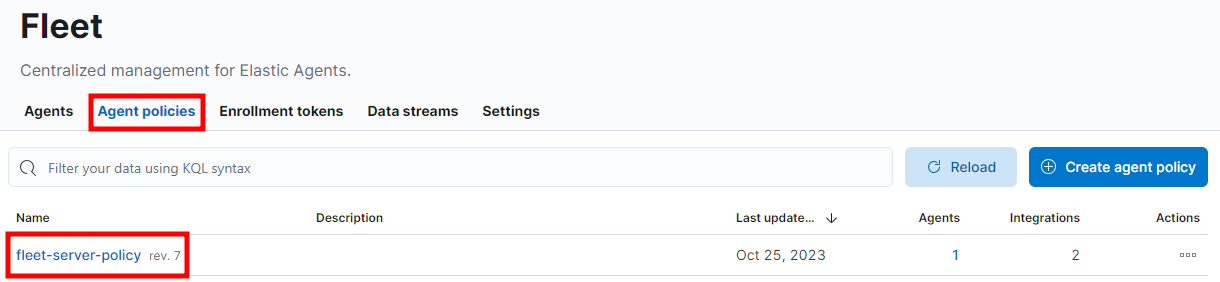 Fleet
Centralized management for Elastic Agents.
Agents Agent policies Enrollment tokens Data streams Settings
Filter your data using KQL syntax Reload Create agent policy
Name Description Last update... Agents Integrations Actions
fleet-server-policy rev. 7 Oct 25, 2023 1 2